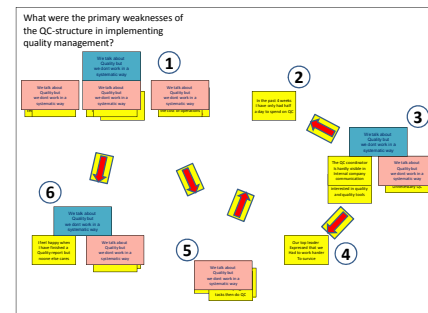 What were the primary weaknesses of
the QC-structure in implementing
quality management?
We talk about
Quality but
we dont work in a
systematic way
1
We talk about
Quality but
we dont work in a
systematic way
We talk about
Quality but
we dont work in a
systematic way
We talk about
Quality but
we dont work in a
systematic way
2
In the past 4 weeks
I have only had half
a day to spend on QC
3
We talk about
Quality but
we dont work in a
systematic way
The QC coordinator
is hardly visible in
internal company
communication
interested in quality
and quality tools
We talk about
Quality but
we dont work in a
systematic way
6
We talk about
Quality but
we dont work in a
systematic way
I feel happy when
I have finished a
Quality report but
noone else cares
We talk about
Quality but
we dont work in a
systematic way
5
We talk about
Quality but
we dont work in a
systematic way
Our top leader
Expressed that we
Had to work harder
To survive
4